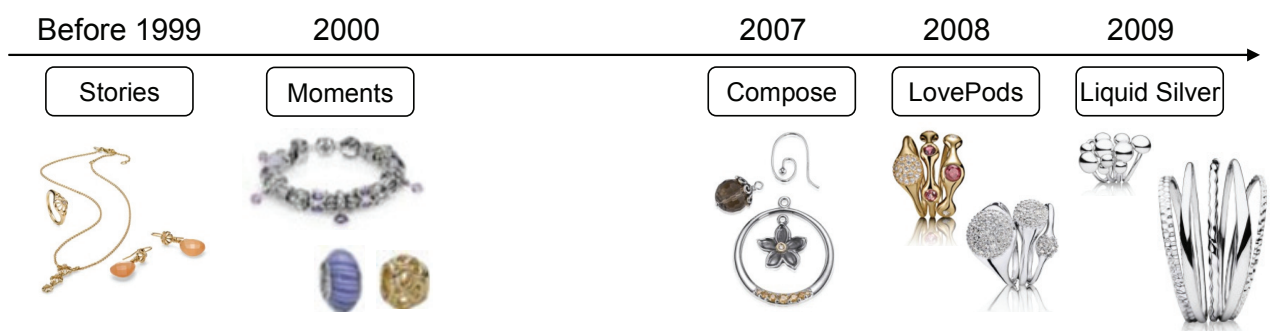 Before 1999
2000
2007
2008
2009
Stories
Moments
Compose
LovePods
Liquid Silver